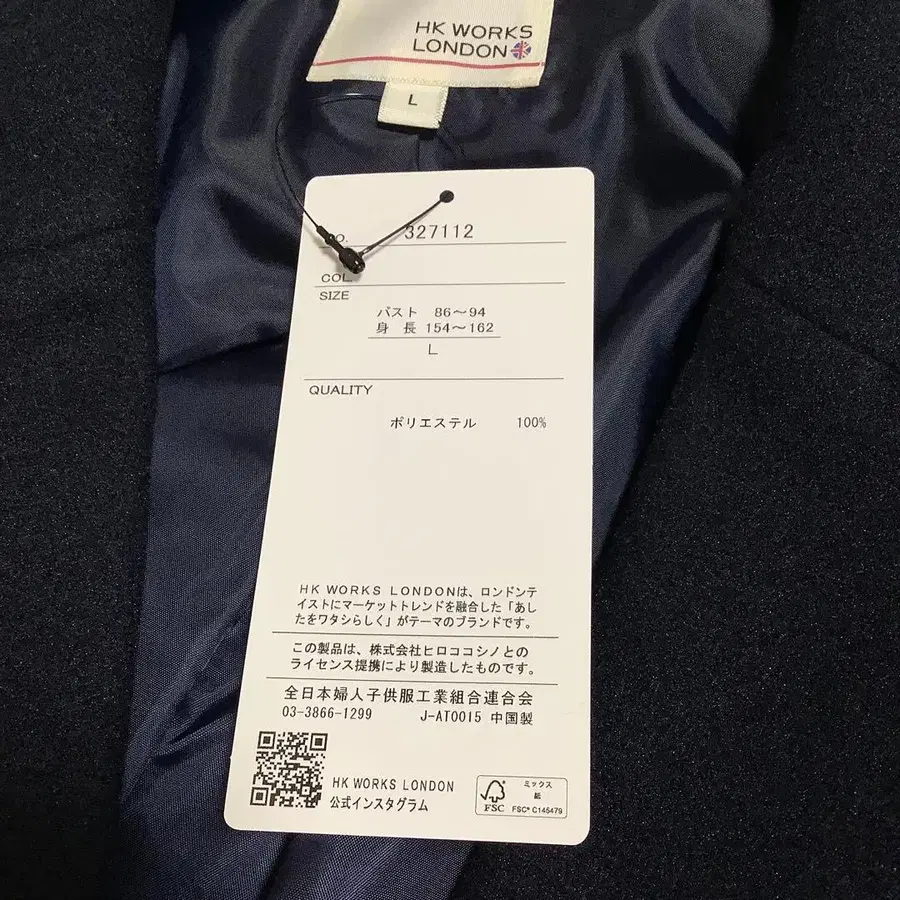 HK WORKS
LONDON
L
NO. 327112
COL.
SIZE
バスト 86～94
身 長 154～162
L
QUALITY
ポリエステル 100%
HK WORKS LONDONは、ロンドンテ
イストにマーケットトレンドを融合した「あし
たをワタシらしく」がテーマのブランドです。
この製品は、株式会社ヒロココシノとの
ライセンス提携により製造したものです。
全日本婦人子供服工業組合連合会
03-3866-1299 J-AT0015 中国製
HK WORKS LONDON
公式インスタグラム
FSC
ミックス
紙
FSC® C145479